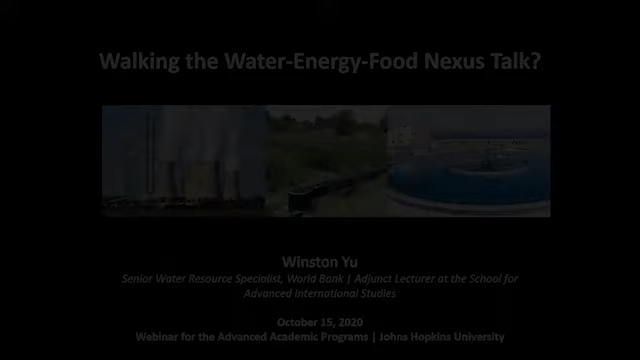 Walking the Water-Energy-Food Nexus Talk?
Winston Yu
Senior Water Resource Specialist, World Bank | Adjunct Lecturer at the School for
Advanced International Studies
October 15, 2020
Webinar for the Advanced Academic Programs | Johns Hopkins University